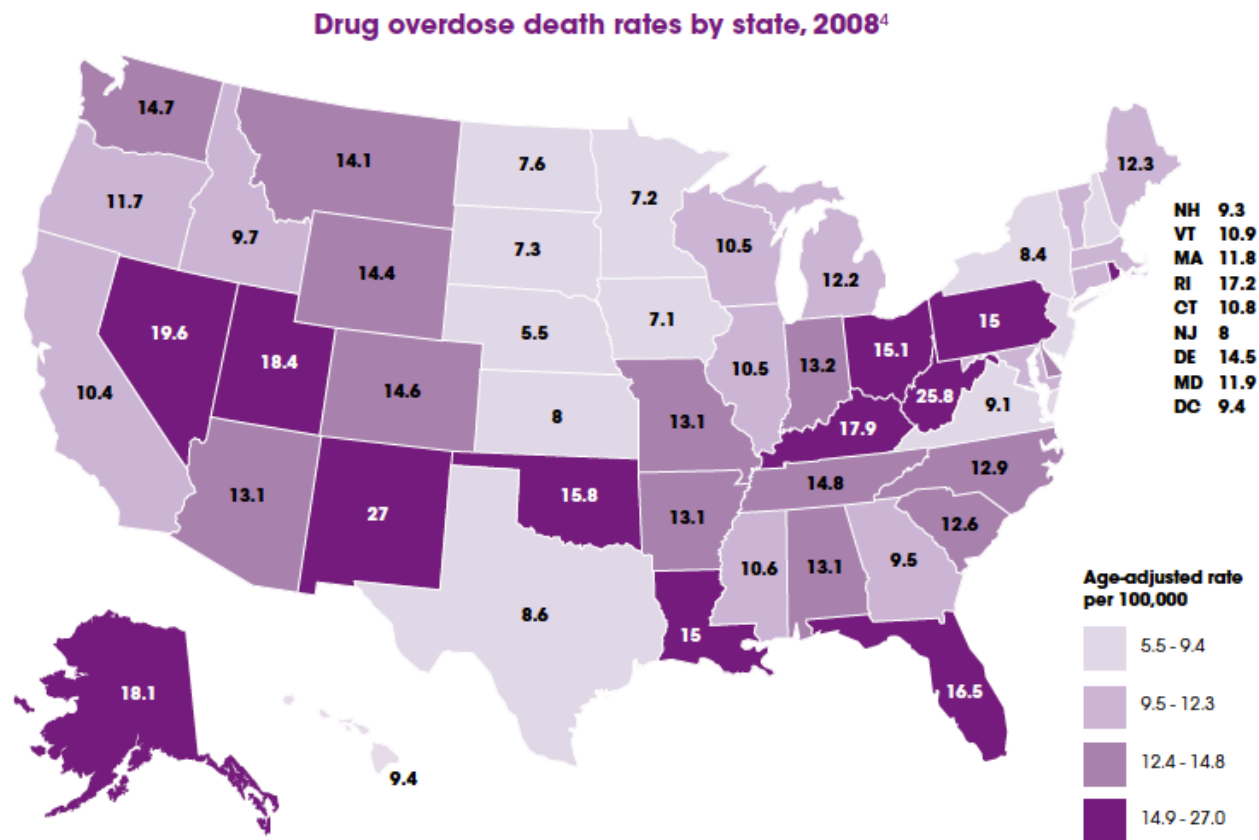 Drug overdose death rates by state, 2008⁴
14.7
14.1
7.6
7.2
12.3
11.7
9.7
14.4
7.3
10.5
12.2
8.4
NH 9.3
VT 10.9
MA 11.8
RI 17.2
CT 10.8
NJ 8
DE 14.5
MD 11.9
DC 9.4
19.6
18.4
14.6
5.5
7.1
10.5
13.2
15.1
15
10.4
8
13.1
17.9
25.8
9.1
13.1
27
15.8
13.1
14.8
12.9
12.6
8.6
15
10.6
13.1
9.5
16.5
18.1
9.4
Age-adjusted rate
per 100,000
5.5 - 9.4
9.5 - 12.3
12.4 - 14.8
14.9 - 27.0